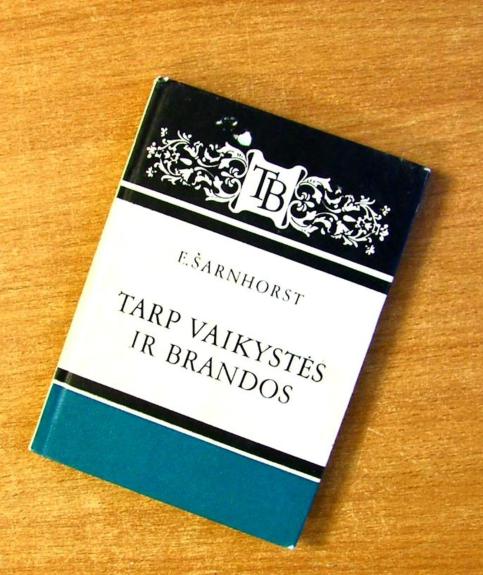 TB
E. ŠARNHORST
TARP VAIKYSTĖS
IR BRANDOS